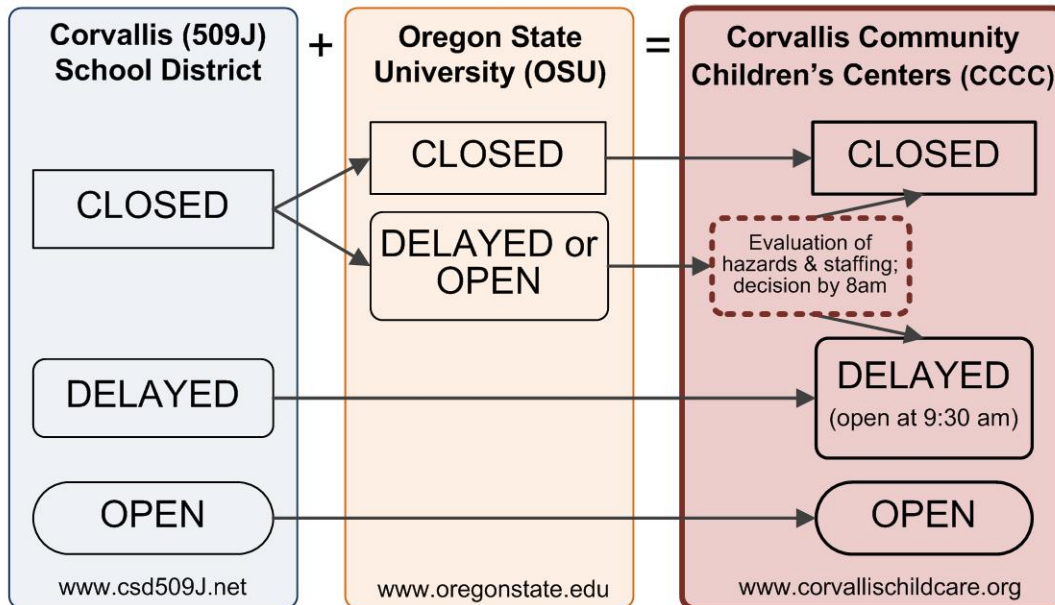 Corvallis (509J)
School District
+
Oregon State
University (OSU)
=
Corvallis Community
Children's Centers (CCCC)
CLOSED
CLOSED
CLOSED
DELAYED or
OPEN
Evaluation of
hazards & staffing;
decision by 8am
DELAYED
DELAYED
(open at 9:30 am)
OPEN
OPEN
www.csd509J.net
www.oregonstate.edu
www.corvallischildcare.org